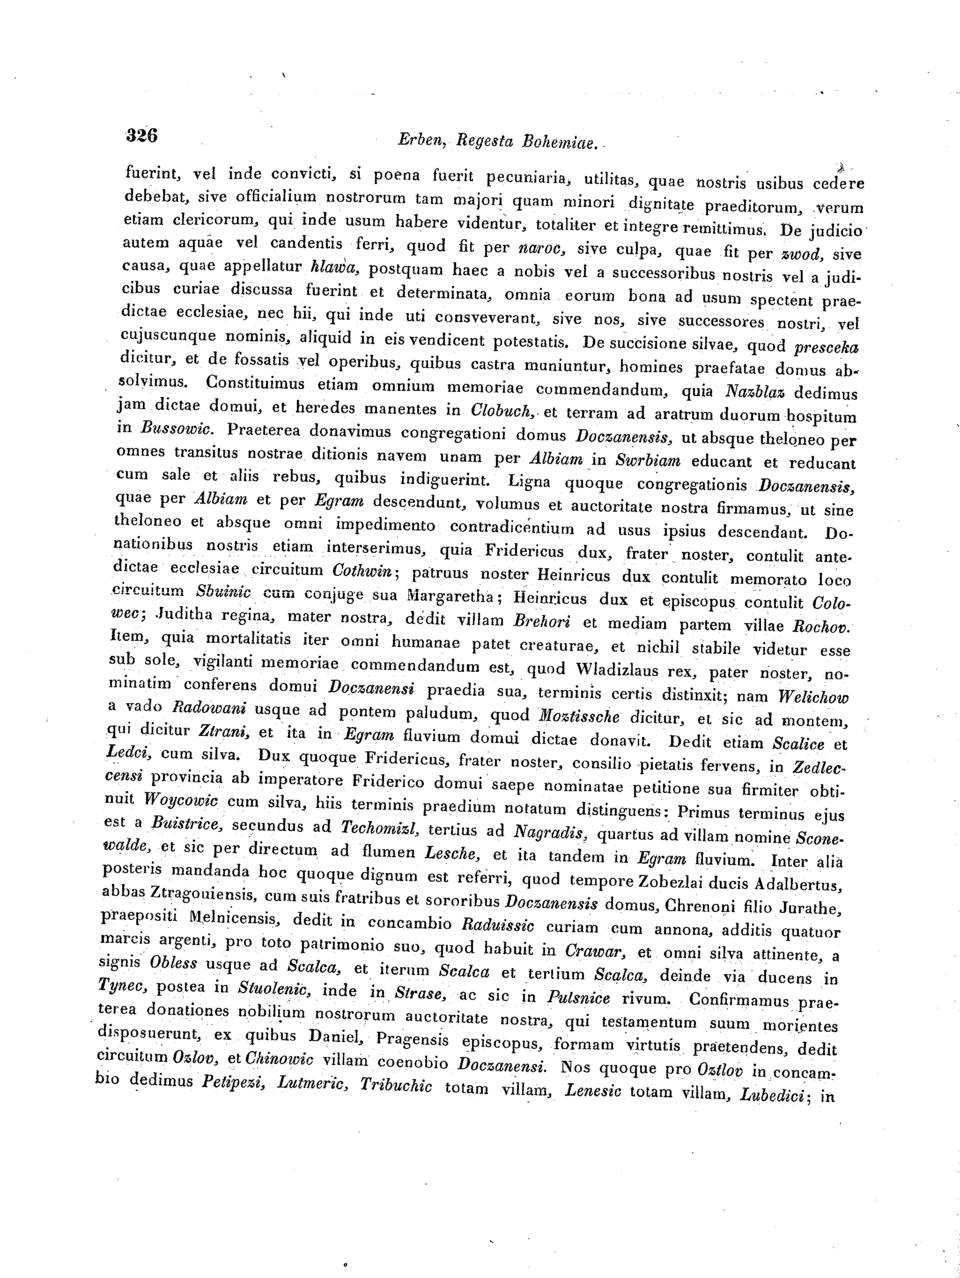 326
Erben, Regesta Bohemiae.
fuerint, vel inde convicti, si poena fuerit pecuniaria, utilitas, quae nostris usibus cedere
debebat, sive officialium nostrorum tam majori quam minori dignitate praeditorum, verum
etiam clericorum, qui inde usum habere videntur, totaliter et integre remittimus. De judicio
autem aquae vel candentis ferri, quod fit per naroc, sive culpa, quae fit per zwod, sive
causa, quae appellatur hlawa, postquam haec a nobis vel a successoribus nostris vel a judi-
cibus curiae discussa fuerint et determinata, omnia eorum bona ad usum spectent prae-
dictae ecclesiae, nec hii, qui inde uti consveverant, sive nos, sive successores nostri, vel
cujuscunque nominis, aliquid in eis vendicent potestatis. De succisione silvae, quod presceka
dicitur, et de fossatis vel operibus, quibus castra muniuntur, homines praefatae domus ab-
solvimus. Constituimus etiam omnium memoriae commendandum, quia Nazblaz dedimus
jam dictae domui, et heredes manentes in Clobuch, et terram ad aratrum duorum hospitum
in Bussowic. Praeterea donavimus congregationi domus Doczanensis, ut absque theloneo per
omnes transitus nostrae ditionis navem unam per Albiam in Swrbiam educant et reducant
cum sale et aliis rebus, quibus indiguerint. Ligna quoque congregationis Doczanensis,
quae per Albiam et per Egram descendunt, volumus et auctoritate nostra firmamus, ut sine
theloneo et absque omni impedimento contradicentium ad usus ipsius descendant. Do-
nationibus nostris etiam interserimus, quia Fridericus dux, frater noster, contulit ante-
dictae ecclesiae circuitum Cothwin; patruus noster Heinricus dux contulit memorato loco
circuitum Sbuinic cum conjuge sua Margaretha; Heinricus dux et episcopus contulit Colo-
wec; Juditha regina, mater nostra, dedit villam Brehori et mediam partem villae Rochov.
Item, quia mortalitatis iter omni humanae patet creaturae, et nichil stabile videtur esse
sub sole, vigilanti memoriae commendandum est, quod Wladizlaus rex, pater noster, no-
minatim conferens domui Doczanensi praedia sua, terminis certis distinxit; nam Welichow
a vado Radowani usque ad pontem paludum, quod Moztissche dicitur, et sic ad montem,
qui dicitur Ztrani, et ita in Egram fluvium domui dictae donavit. Dedit etiam Scalice et
Ledci, cum silva. Dux quoque Fridericus, frater noster, consilio pietatis fervens, in Zedlec-
censi provincia ab imperatore Friderico domui saepe nominatae petitione sua firmiter obti-
nuit Woycowic cum silva, hiis terminis praedium notatum distinguens: Primus terminus ejus
est a Buistrice, secundus ad Techomizl, tertius ad Nagradis, quartus ad villam nomine Scone-
walde, et sic per directum ad flumen Lesche, et ita tandem in Egram fluvium. Inter alia
posteris mandanda hoc quoque dignum est referri, quod tempore Zobezlai ducis Adalbertus,
abbas Ztragouiensis, cum suis fratribus et sororibus Doczanensis domus, Chrenoni filio Jurathe,
praepositi Melnicensis, dedit in concambio Raduissic curiam cum annona, additis quatuor
marcis argenti, pro toto patrimonio suo, quod habuit in Crawar, et omni silva attinente, a
signis Obless usque ad Scalca, et iterum Scalca et tertium Scalca, deinde via ducens in
Tynec, postea in Stuolenic, inde in Strase, ac sic in Pulsnice rivum. Confirmamus prae-
terea donationes nobilium nostrorum auctoritate nostra, qui testamentum suum morientes
disposuerunt, ex quibus Daniel, Pragensis episcopus, formam virtutis praetendens, dedit
circuitum Ozlov, et Chinowic villam coenobio Doczanensi. Nos quoque pro Oztlov in concam-
bio dedimus Petipezi, Lutmeric, Tribuchic totam villam, Lenesic totam villam, Lubedici; in